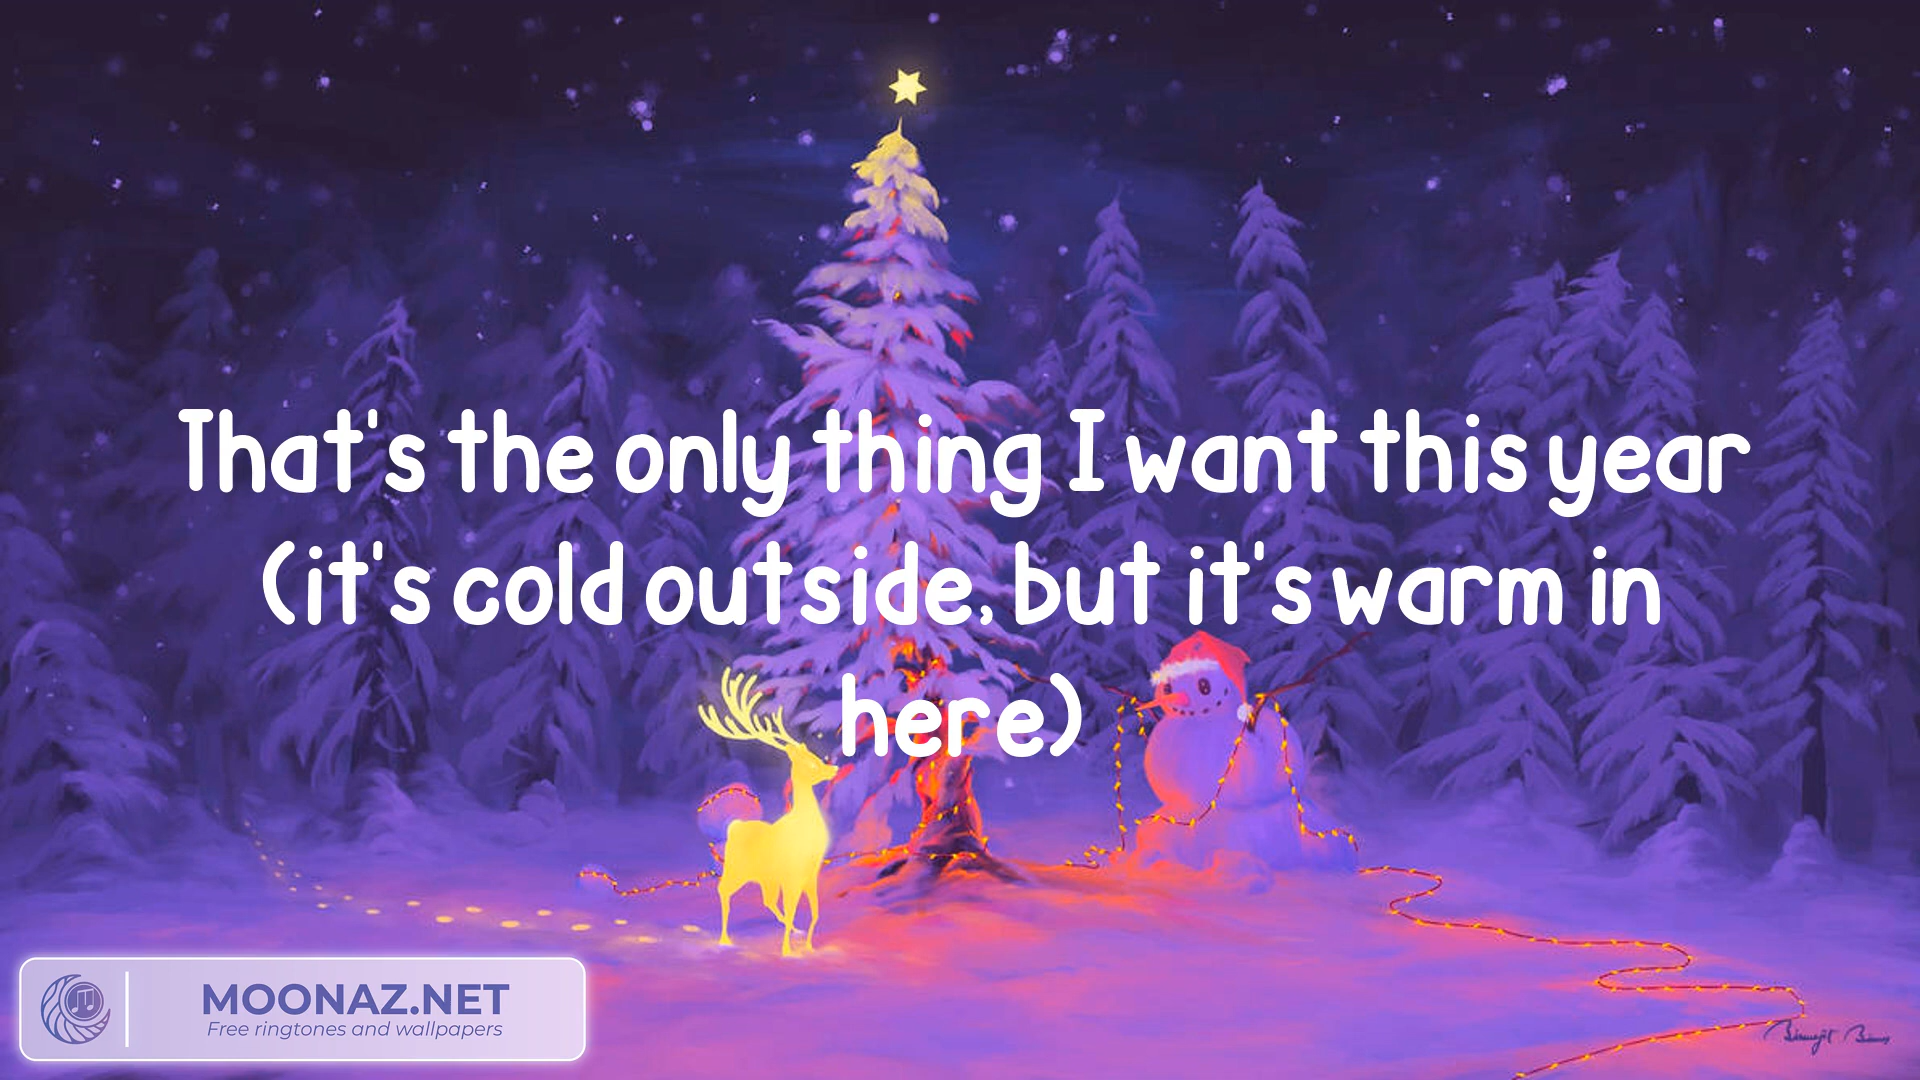 That's the only thing I want this year
(it's cold outside, but it's warm in
here)
MOONAZ.NET
Free ringtones and wallpapers